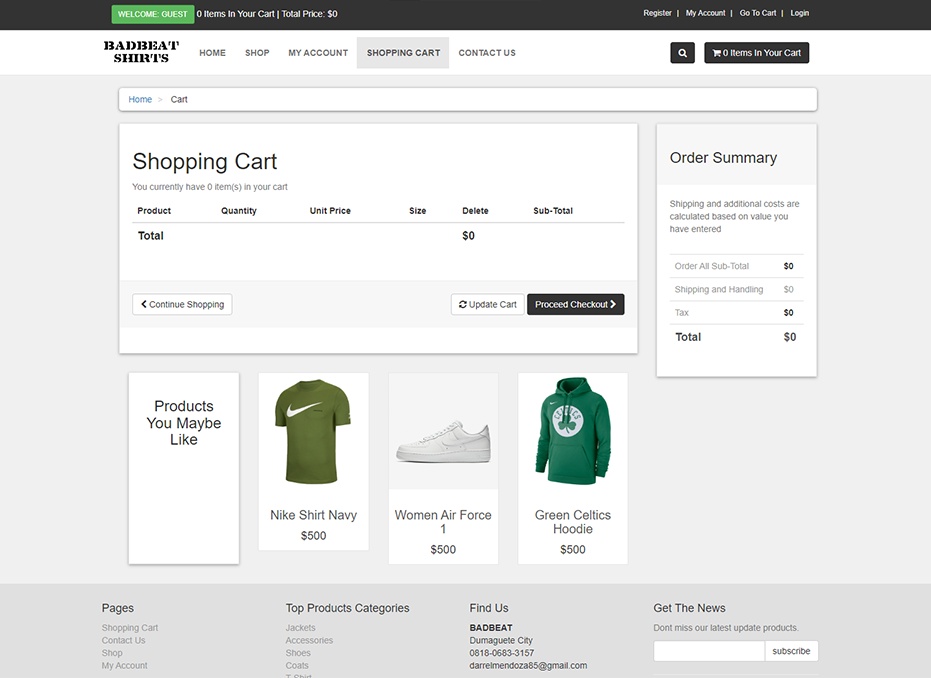 WELCOME: GUEST 0 Items In Your Cart | Total Price: $0
Register | My Account | Go To Cart | Login
BADBEAT
SHIRTS
HOME SHOP MY ACCOUNT SHOPPING CART CONTACT US
0 Items In Your Cart
Home > Cart
Shopping Cart
You currently have 0 item(s) in your cart
Product Quantity Unit Price Size Delete Sub-Total
Total $0
Continue Shopping Update Cart Proceed Checkout
Order Summary
Shipping and additional costs are
calculated based on value you
have entered
Order All Sub-Total $0
Shipping and Handling $0
Tax $0
Total $0
Products
You Maybe
Like
Nike Shirt Navy
$500
Women Air Force
1
$500
CELTICS
Green Celtics
Hoodie
$500
Pages
Shopping Cart
Contact Us
Shop
My Account
Top Products Categories
Jackets
Accessories
Shoes
Coats
T-Shirt
Find Us
BADBEAT
Dumaguete City
0818-0683-3157
darrelmendoza85@gmail.com
Get The News
Dont miss our latest update products.
subscribe